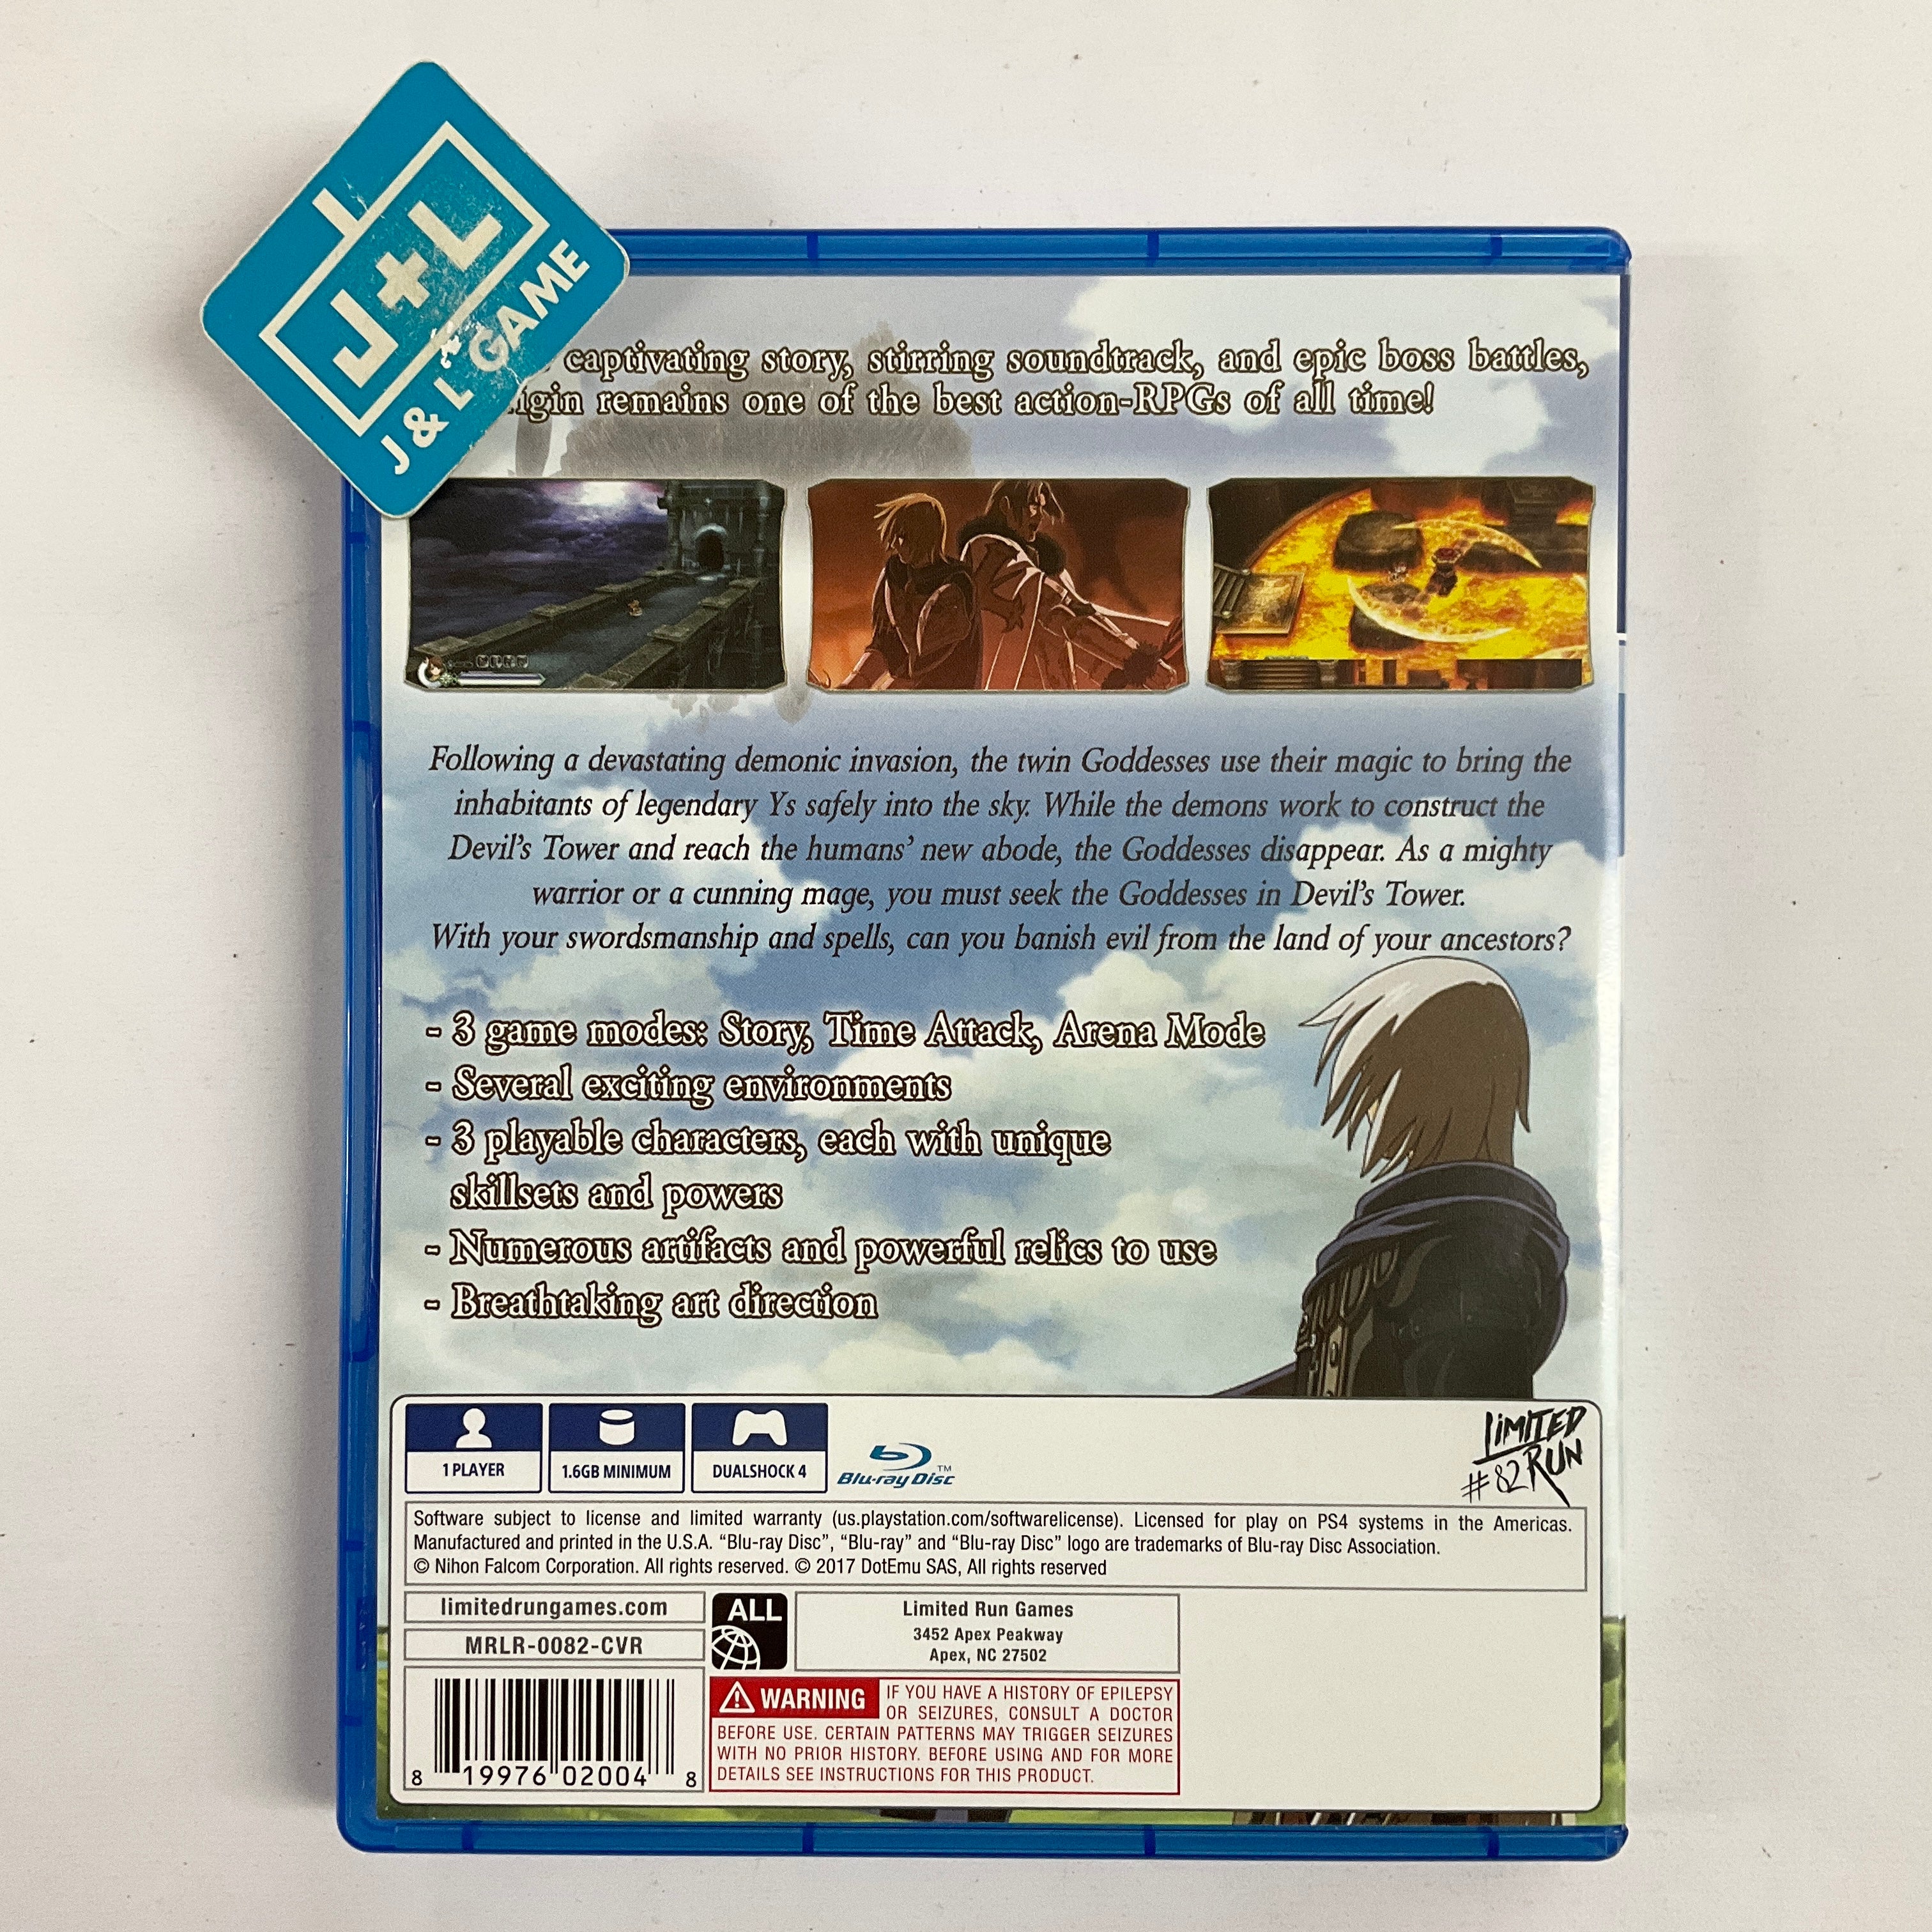 J+L
J & L GAME
captivating story, stirring soundtrack, and epic boss battles,
remains one of the best action-RPGs of all time!
Following a devastating demonic invasion, the twin Goddesses use their magic to bring the
inhabitants of legendary Ys safely into the sky. While the demons work to construct the
Devil's Tower and reach the humans' new abode, the Goddesses disappear. As a mighty
warrior or a cunning mage, you must seek the Goddesses in Devil's Tower.
With your swordsmanship and spells, can you banish evil from the land of your ancestors?
- 3 game modes: Story, Time Attack, Arena Mode
- Several exciting environments
- 3 playable characters, each with unique
skillsets and powers
- Numerous artifacts and powerful relics to use
- Breathtaking art direction
1 PLAYER
1.6GB MINIMUM
DUALSHOCK 4
Blu-ray Disc™
LIMITED
RUN
#82
Software subject to license and limited warranty (us.playstation.com/softwarelicense). Licensed for play on PS4 systems in the Americas.
Manufactured and printed in the U.S.A. “Blu-ray Disc”, “Blu-ray” and “Blu-ray Disc” logo are trademarks of Blu-ray Disc Association.
© Nihon Falcom Corporation. All rights reserved. © 2017 DotEmu SAS, All rights reserved
limitedrungames.com
MRLR-0082-CVR
ALL
Limited Run Games
3452 Apex Peakway
Apex, NC 27502
WARNING IF YOU HAVE A HISTORY OF EPILEPSY
OR SEIZURES, CONSULT A DOCTOR
BEFORE USE. CERTAIN PATTERNS MAY TRIGGER SEIZURES
WITH NO PRIOR HISTORY. BEFORE USING AND FOR MORE
DETAILS SEE INSTRUCTIONS FOR THIS PRODUCT.
8 19976 02004 8